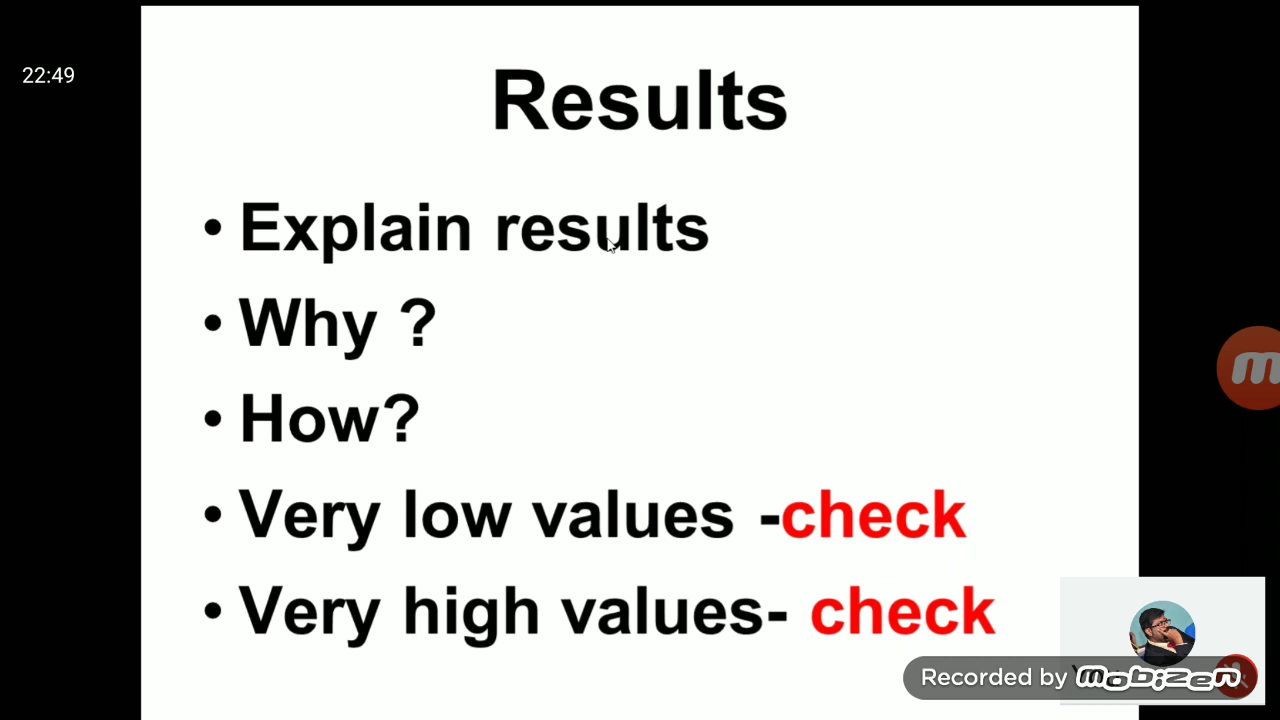 22:49
Results
• Explain results
• Why ?
• How?
• Very low values -check
• Very high values- check
Recorded by mobizen